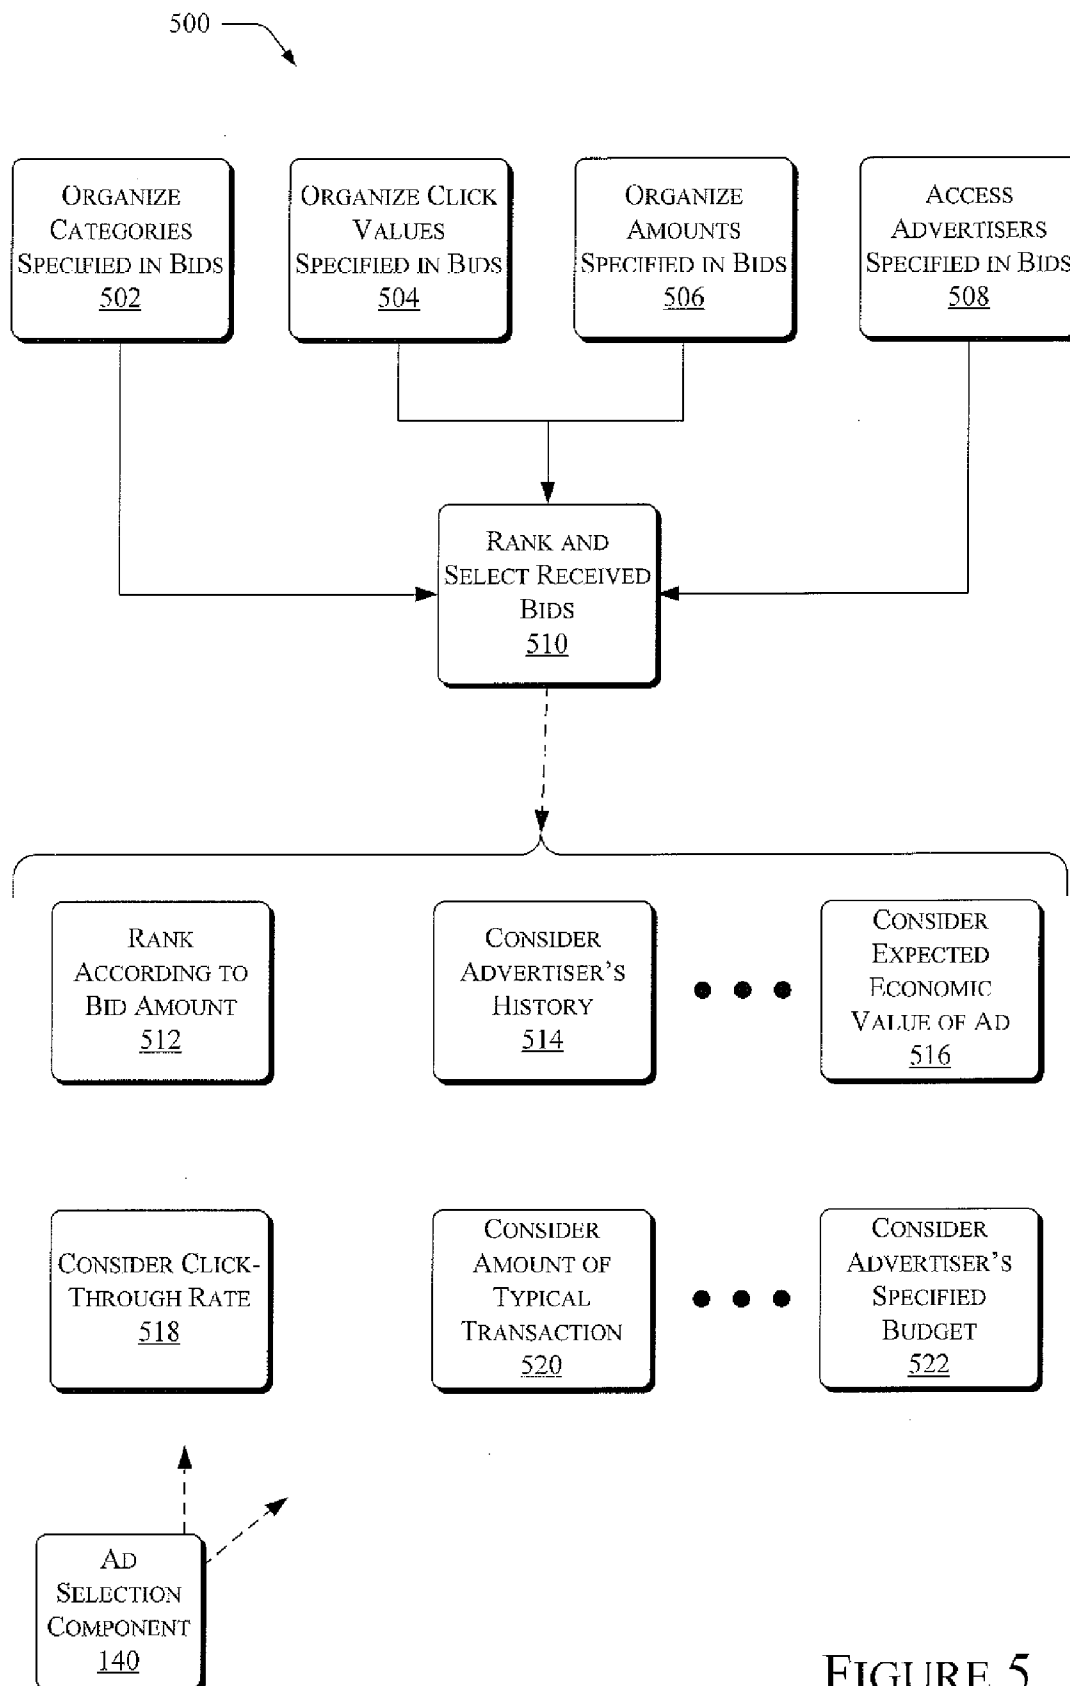 500
ORGANIZE
CATEGORIES
SPECIFIED IN BIDS
502
ORGANIZE CLICK
VALUES
SPECIFIED IN BIDS
504
ORGANIZE
AMOUNTS
SPECIFIED IN BIDS
506
ACCESS
ADVERTISERS
SPECIFIED IN BIDS
508
RANK AND
SELECT RECEIVED
BIDS
510
RANK
ACCORDING TO
BID AMOUNT
512
CONSIDER
ADVERTISER'S
HISTORY
514
CONSIDER
EXPECTED
ECONOMIC
VALUE OF AD
516
CONSIDER CLICK-
THROUGH RATE
518
CONSIDER
AMOUNT OF
TYPICAL
TRANSACTION
520
CONSIDER
ADVERTISER'S
SPECIFIED
BUDGET
522
AD
SELECTION
COMPONENT
140
FIGURE 5